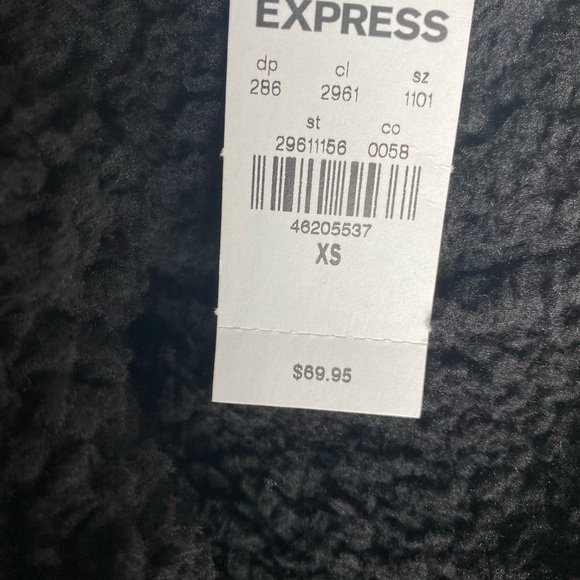 EXPRESS
dp cl sz
286 2961 1101
st co
29611156 0058
46205537
XS
$69.95